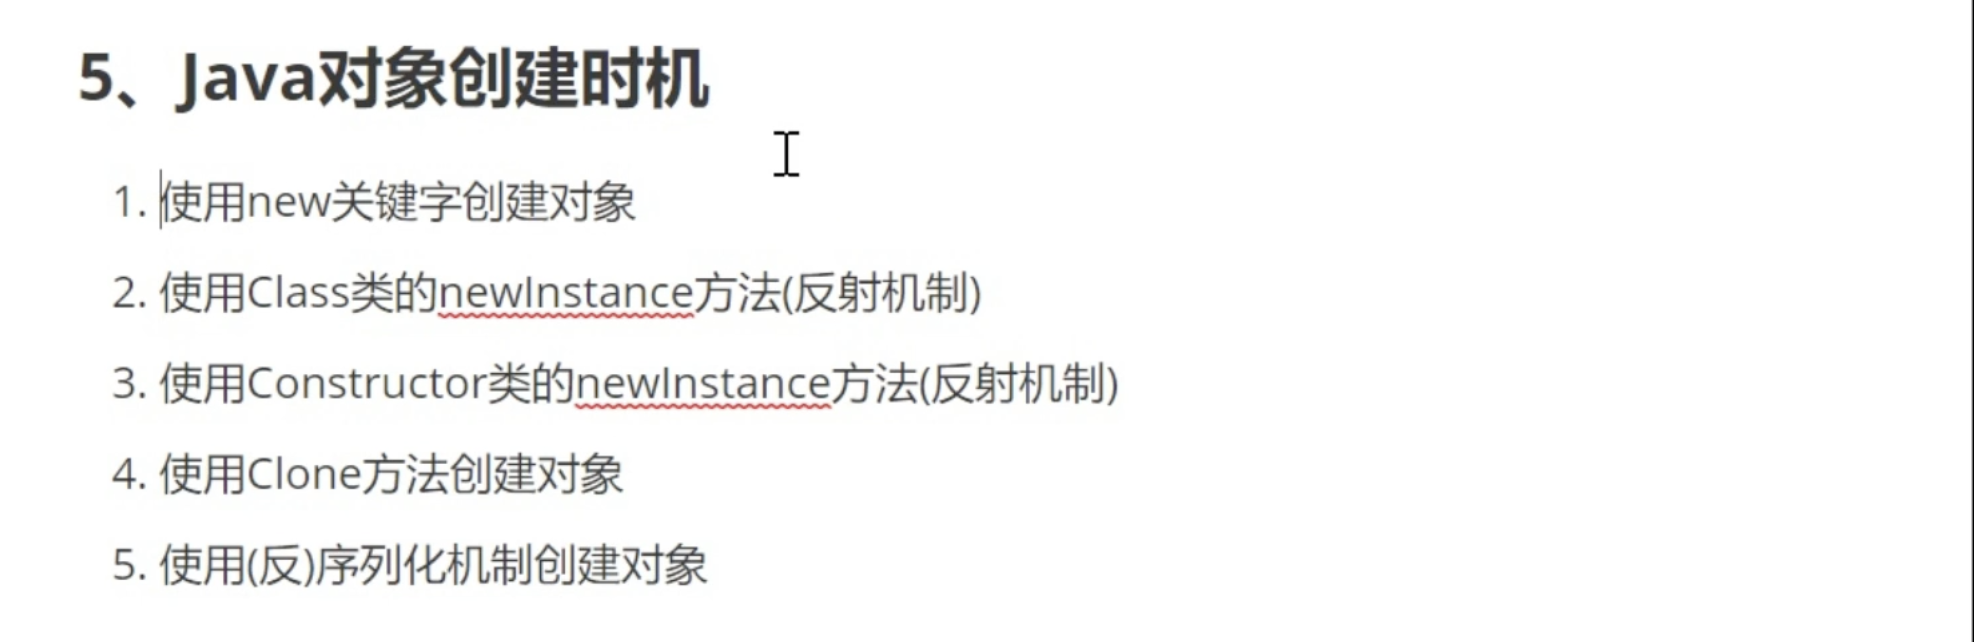 5、Java对象创建时机
1. 使用new关键字创建对象
2. 使用Class类的newInstance方法(反射机制)
3. 使用Constructor类的newInstance方法(反射机制)
4. 使用Clone方法创建对象
5. 使用(反)序列化机制创建对象